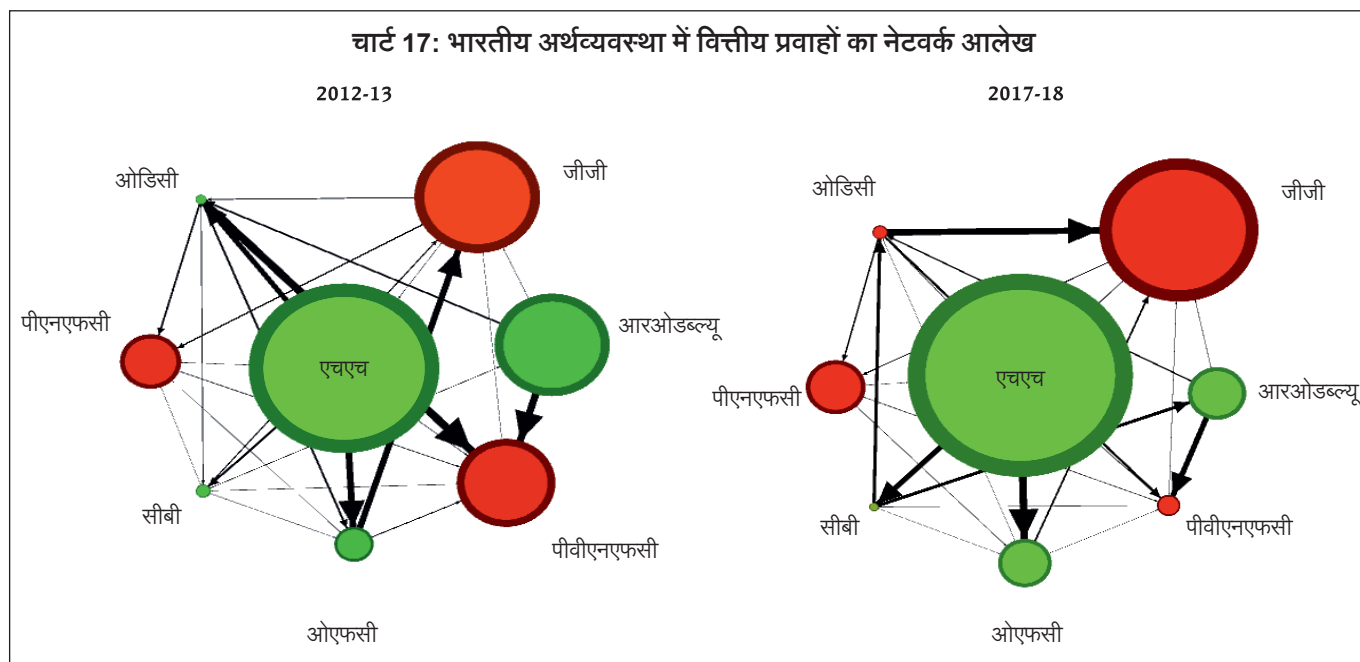 चार्ट 17: भारतीय अर्थव्यवस्था में वित्तीय प्रवाहों का नेटवर्क आलेख
2012-13
ओडिसी
जीजी
पीएनएफसी
एचएच
आरओडब्ल्यू
सीबी
पीवीएनएफसी
ओएफसी
2017-18
ओडिसी
जीजी
पीएनएफसी
एचएच
आरओडब्ल्यू
सीबी
पीवीएनएफसी
ओएफसी